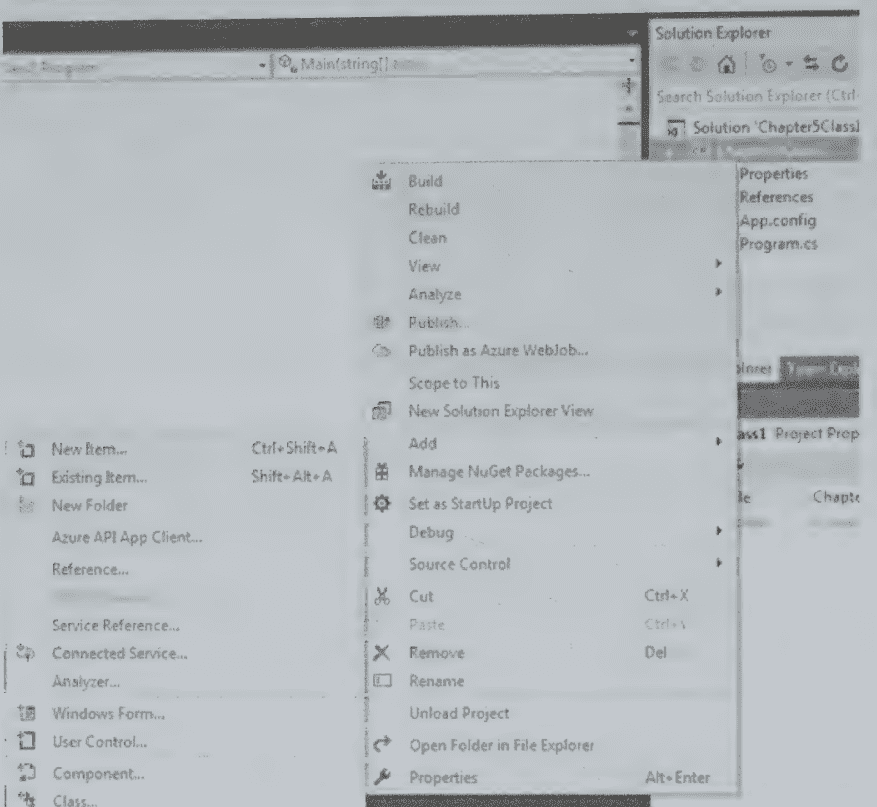 Solution Explorer
Program
Main(string[]
Search Solution Explorer (Ctrl
Solution 'Chapter5Class1
Properties
References
App.config
Program.cs
Build
Rebuild
Clean
View
Analyze
Publish...
Publish as Azure WebJob...
Scope to This
New Solution Explorer View
Add
Manage NuGet Packages...
Set as StartUp Project
Debug
Source Control
Cut Ctrl+X
Paste
Remove Del
Rename
Unload Project
Open Folder in File Explorer
Properties Alt+Enter
ass1 Project Prop
le Chapte
New Item... Ctrl+Shift+A
Existing Item... Shift+Alt+A
New Folder
Azure API App Client...
Reference...
Service Reference...
Connected Service...
Analyzer...
Windows Form...
User Control...
Component...
Class...